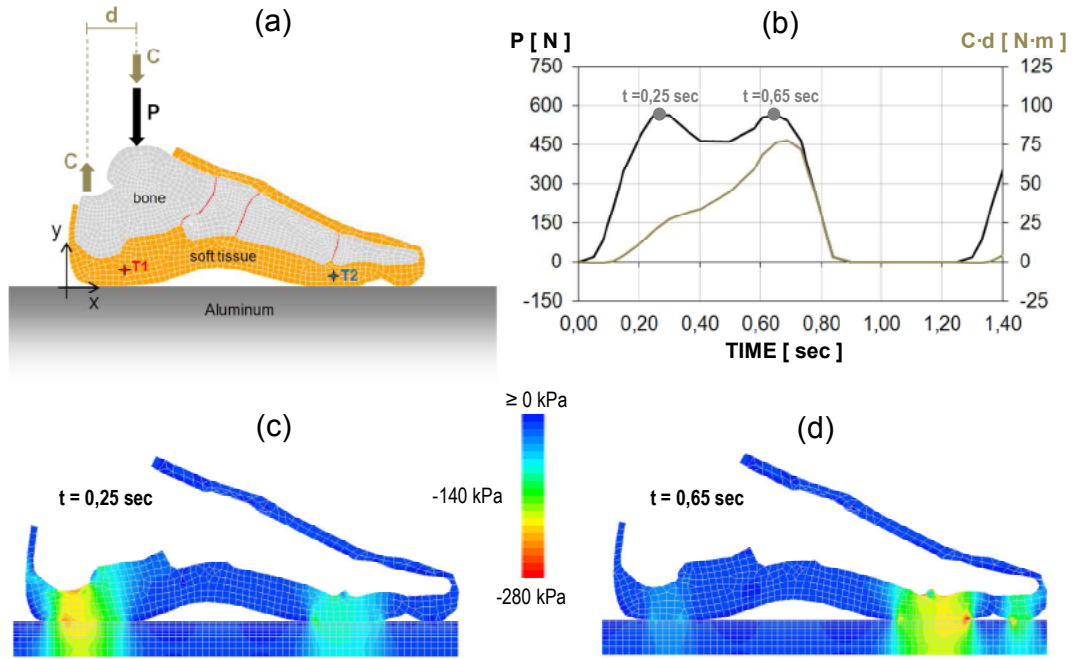 (a)
d
C
P
C
bone
y
T1
soft tissue
T2
x
Aluminum
(b)
P [ N ]
C·d [ N·m ]
t =0,25 sec
t =0,65 sec
750
600
450
300
150
0
-150
125
100
75
50
25
0
-25
0,00 0,20 0,40 0,60 0,80 1,00 1,20 1,40
TIME [ sec ]
(c)
t = 0,25 sec
≥ 0 kPa
-140 kPa
-280 kPa
(d)
t = 0,65 sec